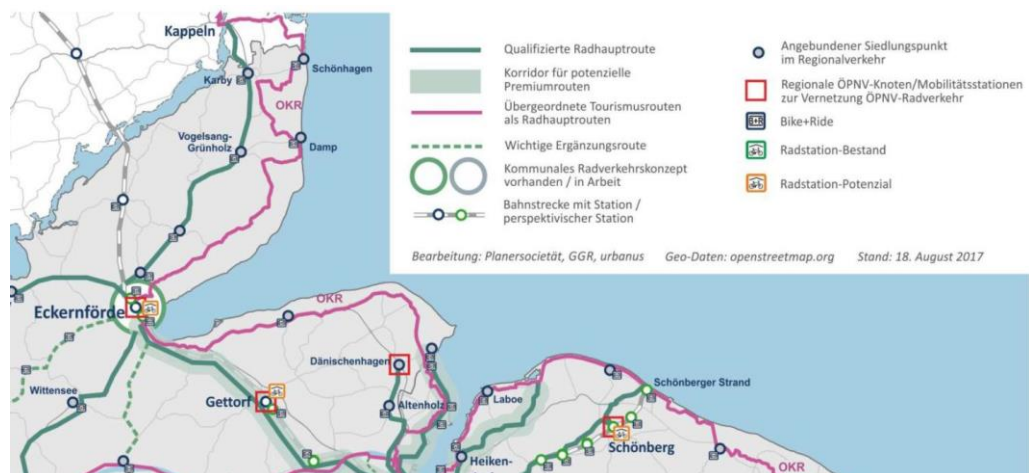 Kappeln
Karby
Schönhagen
OKR
Vogelsang-
Grünholz
Damp
Eckernförde
OKR
Dänischenhagen
Wittensee
Gettorf
Altenholz
Laboe
Schönberger Strand
Heiken-
Schönberg
OKR
Qualifizierte Radhauptroute
Korridor für potenzielle
Premiumrouten
Übergeordnete Tourismusrouten
als Radhauptrouten
Wichtige Ergänzungsroute
Kommunales Radverkehrskonzept
vorhanden / in Arbeit
Bahnstrecke mit Station /
perspektivischer Station
Angebundener Siedlungspunkt
im Regionalverkehr
Regionale ÖPNV-Knoten/Mobilitätsstationen
zur Vernetzung ÖPNV-Radverkehr
B+R
Bike+Ride
Radstation-Bestand
Radstation-Potenzial
Bearbeitung: Planersocietät, GGR, urbanus Geo-Daten: openstreetmap.org Stand: 18. August 2017